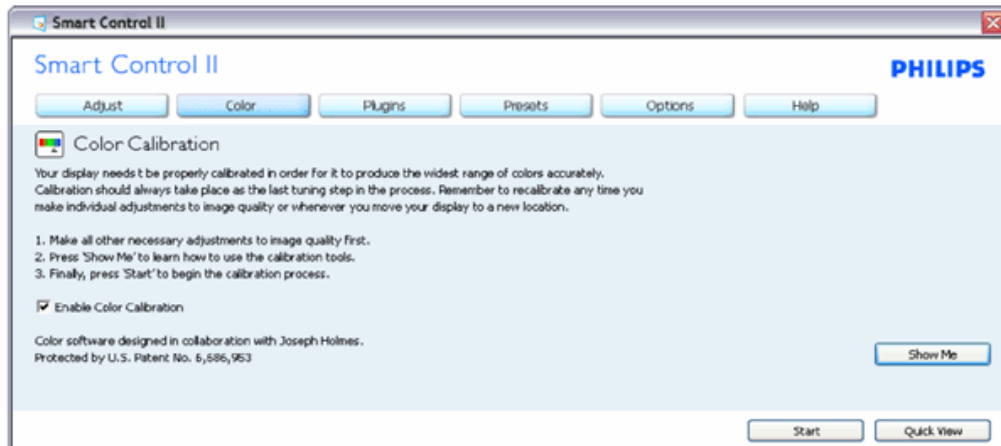 Smart Control II
Smart Control II
PHILIPS
Adjust Color Plugins Presets Options Help
Color Calibration
Your display needs t be properly calibrated in order for it to produce the widest range of colors accurately.
Calibration should always take place as the last tuning step in the process. Remember to recalibrate any time you
make individual adjustments to image quality or whenever you move your display to a new location.
1. Make all other necessary adjustments to image quality first.
2. Press 'Show Me' to learn how to use the calibration tools.
3. Finally, press 'Start' to begin the calibration process.
Enable Color Calibration
Color software designed in collaboration with Joseph Holmes.
Protected by U.S. Patent No. 6,686,953
Show Me
Start Quick View